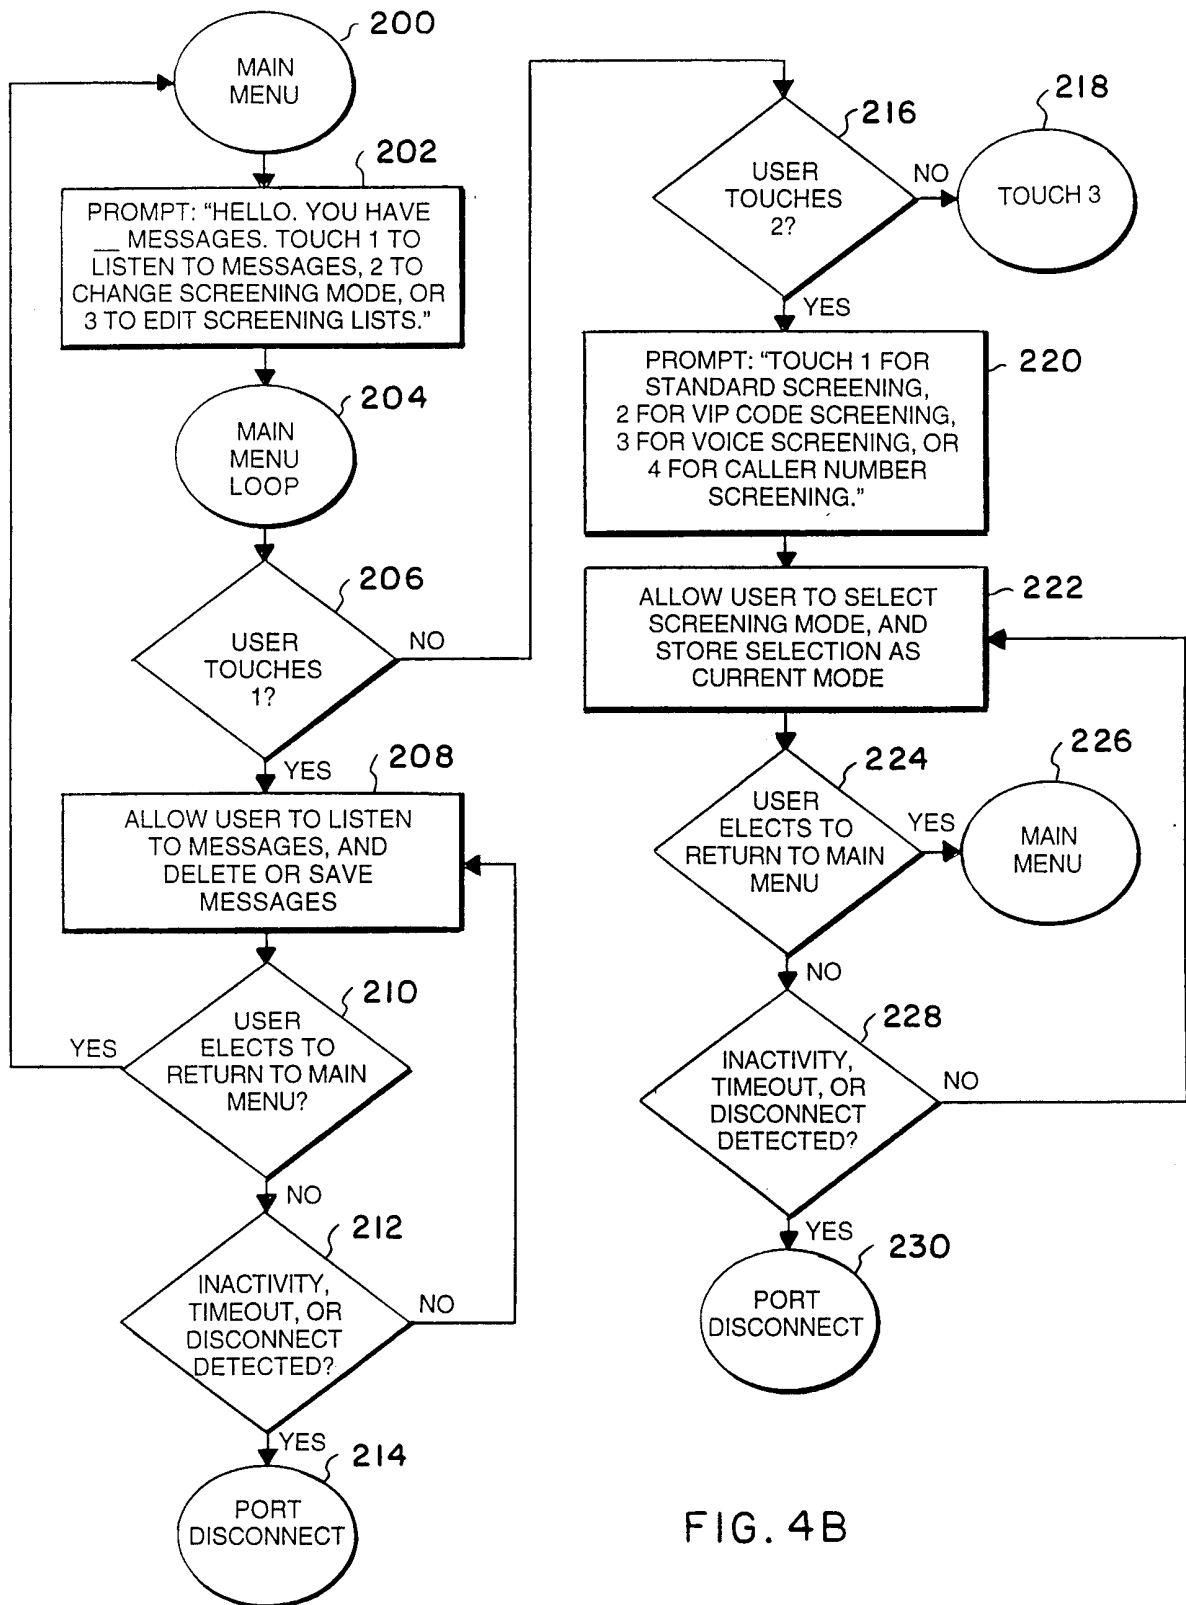 200
MAIN
MENU
202
PROMPT: “HELLO. YOU HAVE
__ MESSAGES. TOUCH 1 TO
LISTEN TO MESSAGES, 2 TO
CHANGE SCREENING MODE, OR
3 TO EDIT SCREENING LISTS.”
204
MAIN
MENU
LOOP
206
USER
TOUCHES
1?
NO
YES
208
ALLOW USER TO LISTEN
TO MESSAGES, AND
DELETE OR SAVE
MESSAGES
210
USER
ELECTS TO
RETURN TO MAIN
MENU?
YES
NO
212
INACTIVITY,
TIMEOUT, OR
DISCONNECT
DETECTED?
NO
YES
214
PORT
DISCONNECT
216
USER
TOUCHES
2?
NO
218
TOUCH 3
YES
220
PROMPT: “TOUCH 1 FOR
STANDARD SCREENING,
2 FOR VIP CODE SCREENING,
3 FOR VOICE SCREENING, OR
4 FOR CALLER NUMBER
SCREENING.”
222
ALLOW USER TO SELECT
SCREENING MODE, AND
STORE SELECTION AS
CURRENT MODE
224
USER
ELECTS TO
RETURN TO MAIN
MENU
YES
226
MAIN
MENU
NO
228
INACTIVITY,
TIMEOUT, OR
DISCONNECT
DETECTED?
NO
YES
230
PORT
DISCONNECT
FIG. 4B